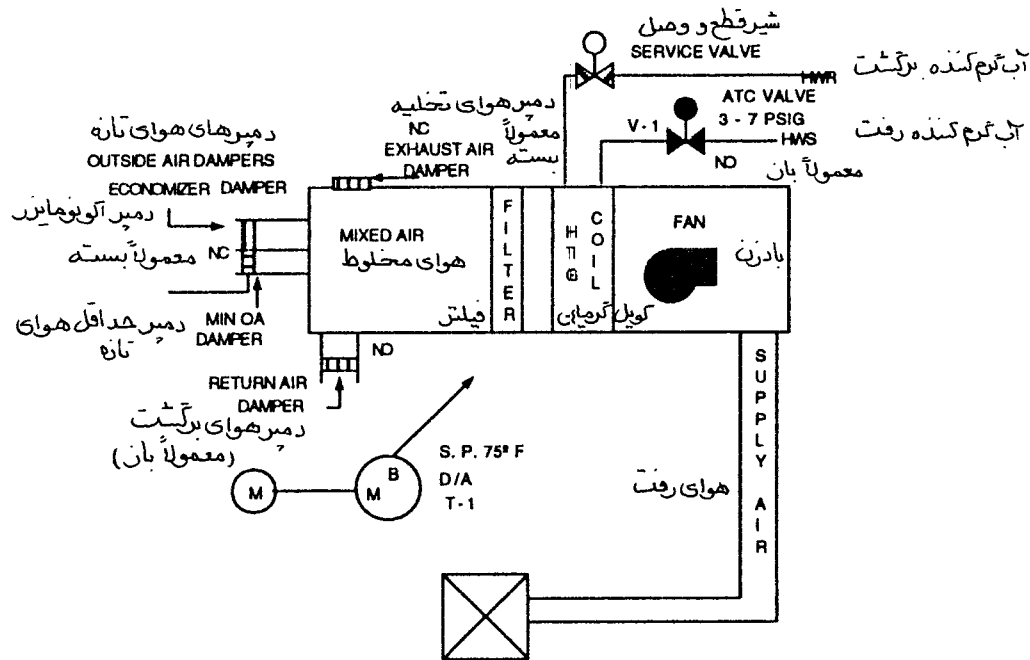 شیر قطع و وصل
SERVICE VALVE
HWR
آب گرم کننده برگشت
دمپر هوای تخلیه
معمولاً
بسته
NC
EXHAUST AIR
DAMPER
ATC VALVE
3 - 7 PSIG
V - 1
HWS
آب گرم کننده رفت
NO
معمولاً باز
دمپرهای هوای تازه
OUTSIDE AIR DAMPERS
ECONOMIZER DAMPER
دمپر اکونومایزر
معمولاً بسته
NC
MIXED AIR
هوای مخلوط
FILTER
فیلتر
HTG
COIL
کویل گرمایی
FAN
بادزن
MIN OA
DAMPER
دمپر حداقل هوای
تازه
NO
RETURN AIR
DAMPER
دمپر هوای برگشت
(معمولاً باز)
M
M B
S. P. 75º F
D/A
T - 1
هوای رفت
SUPPLY AIR